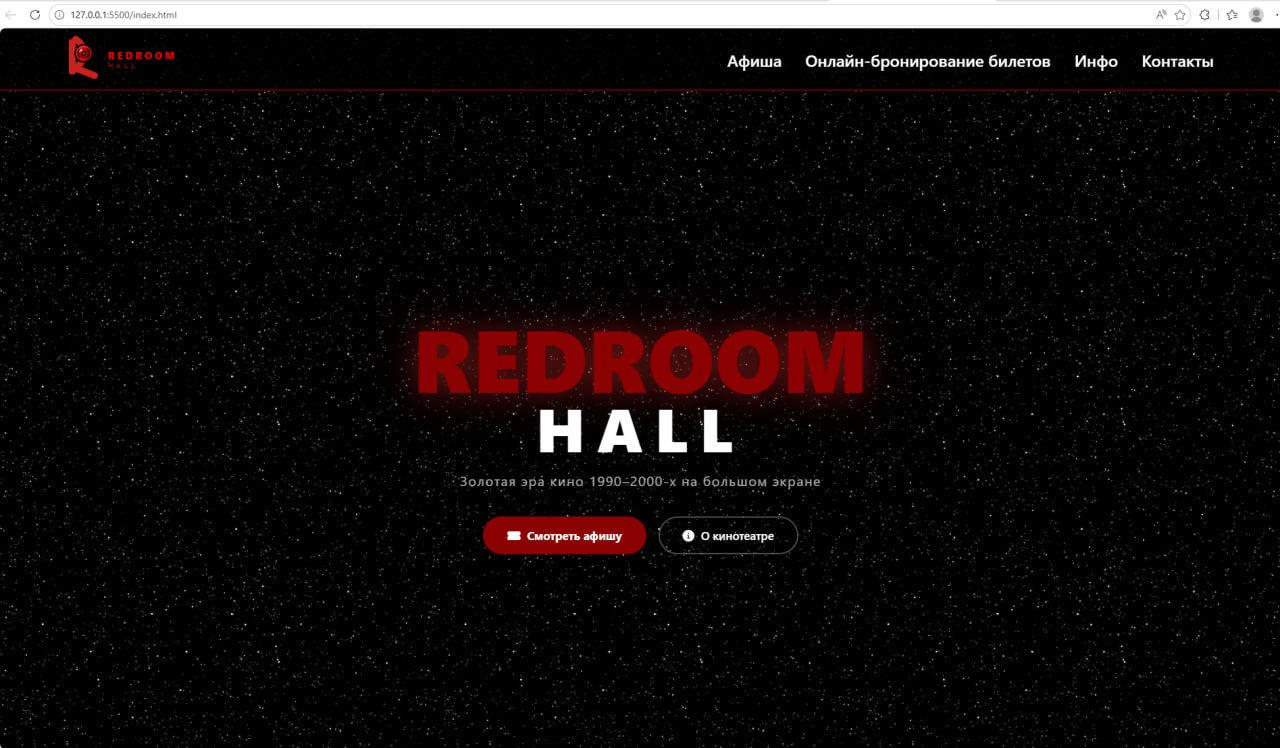 127.0.0.1:5500/index.html
REDROOM
HALL
Афиша Онлайн-бронирование билетов Инфо Контакты
REDROOM
HALL
Золотая эра кино 1990–2000-х на большом экране
Смотреть афишу О кинотеатре